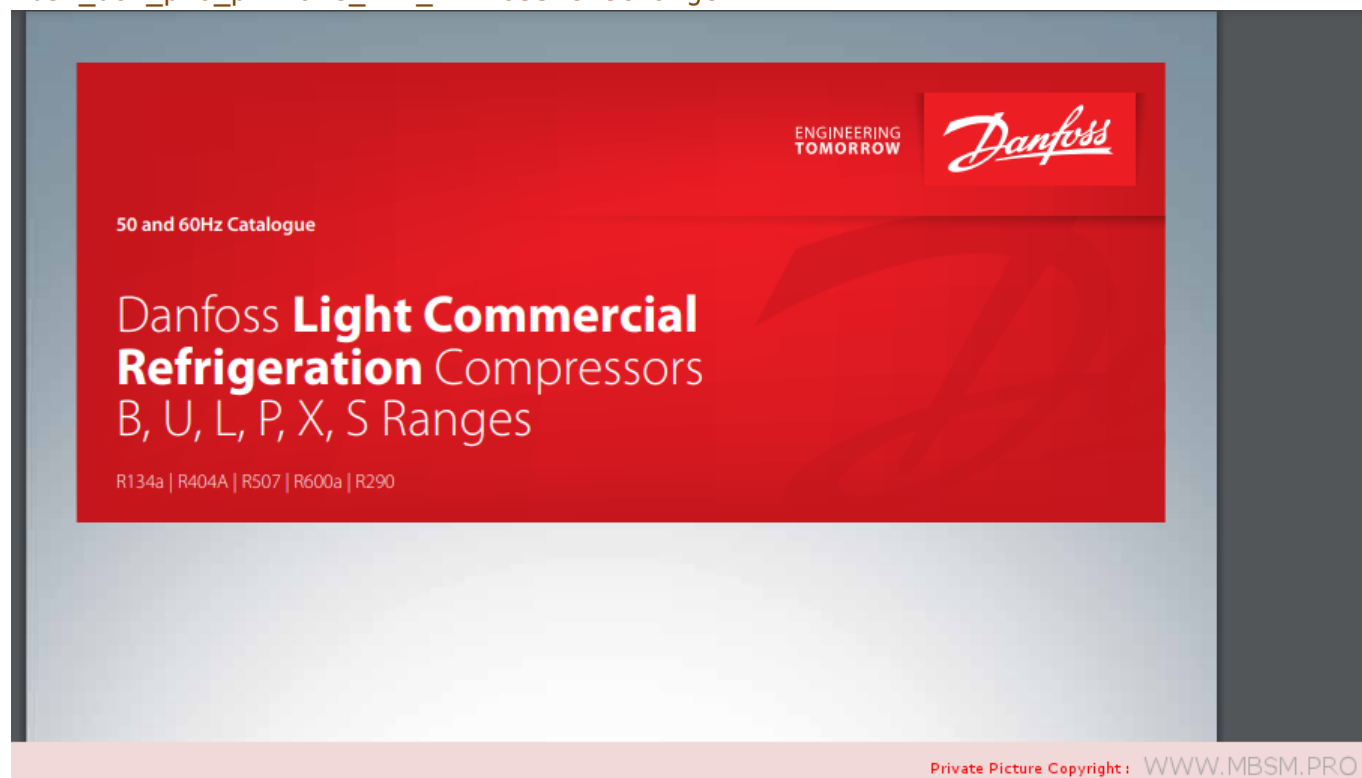 ENGINEERING
TOMORROW
Danfoss
50 and 60Hz Catalogue
Danfoss Light Commercial
Refrigeration Compressors
B, U, L, P, X, S Ranges
R134a | R404A | R507 | R600a | R290
Private Picture Copyright : WWW.MBSM.PRO